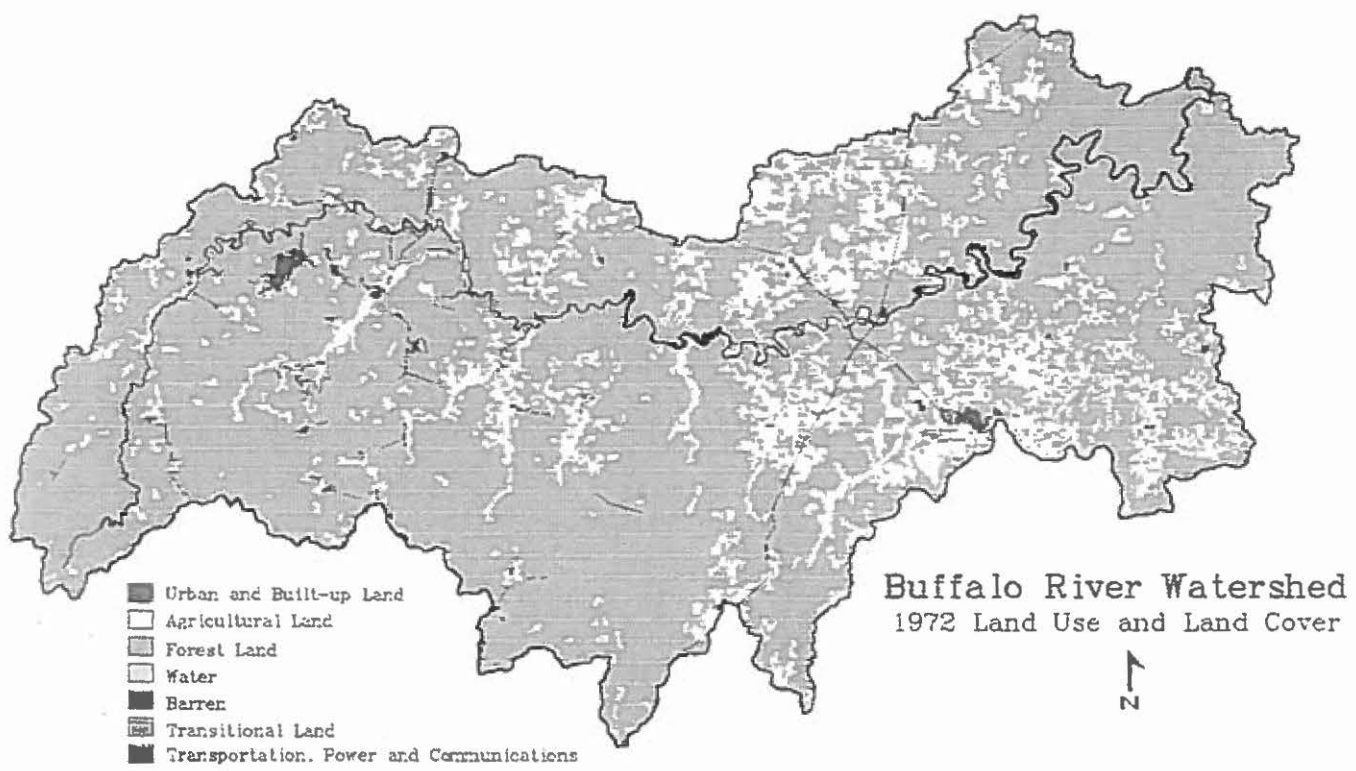 Urban and Built-up Land
Agricultural Land
Forest Land
Water
Barren
Transitional Land
Transportation, Power and Communications
Buffalo River Watershed
1972 Land Use and Land Cover
N